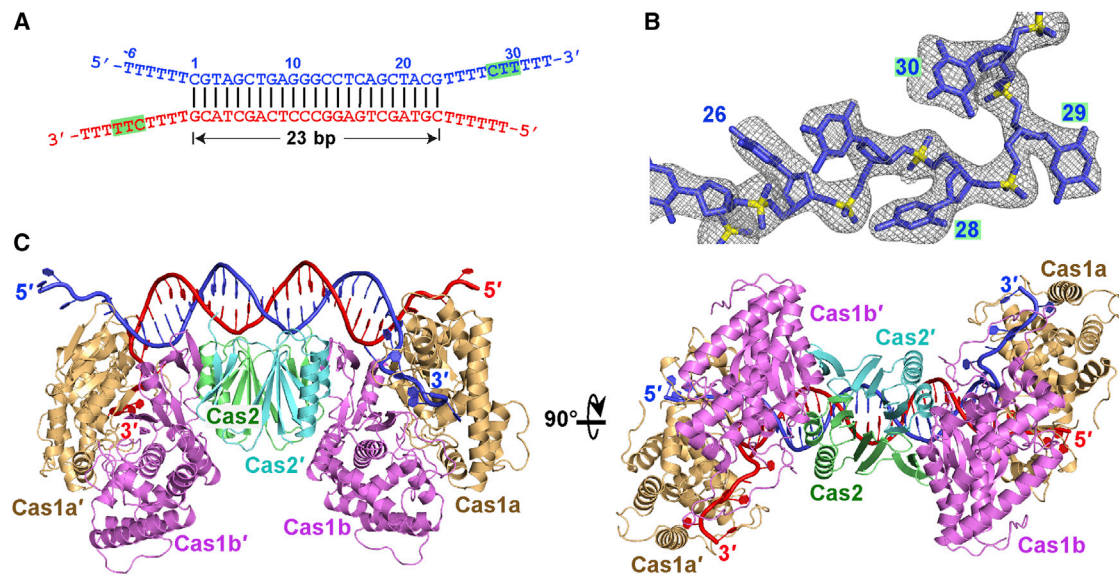 A
-6 1 10 20 30
5′-TTTTTTCGTAGCTGAGGGCCTCAGCTACGTTTTCTTTTT-3′
3′-TTTTTCTTTTGCATCGACTCCCGGAGTCGATGCTTTTTT-5′
23 bp
B
30
26
29
28
C
5′
5′
3′
3′
Cas2
Cas2′
Cas1a′
Cas1b′
Cas1b
Cas1a
90°
Cas1a
3′
Cas1b′
Cas2′
5′
5′
Cas2
3′
Cas1b
Cas1a′